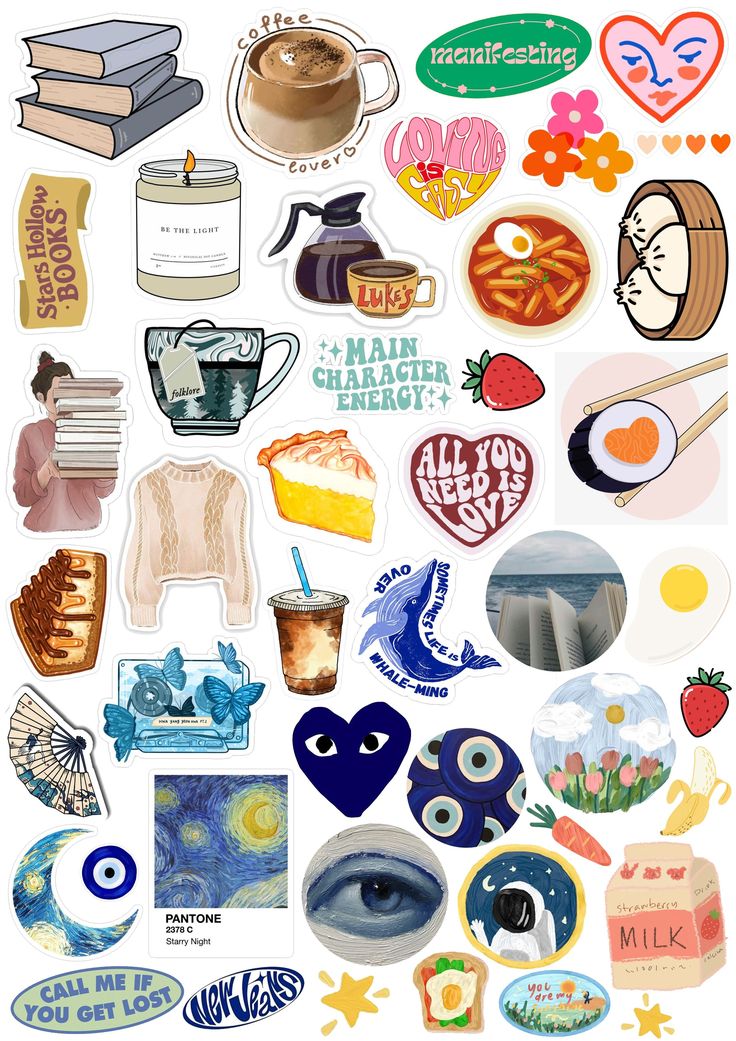 coffee
lover
manifesting
LOVING
IS
EASY
Stars Hollow
BOOKS
BE THE LIGHT
LUKE'S
folklore
MAIN
CHARACTER
ENERGY
ALL YOU
NEED IS
LOVE
SOMETIMES LIFE IS
OVER
WHALE-MING
PANTONE
2378 C
Starry Night
strawberry
MILK
CALL ME IF
YOU GET LOST
NewJeans
you
are my